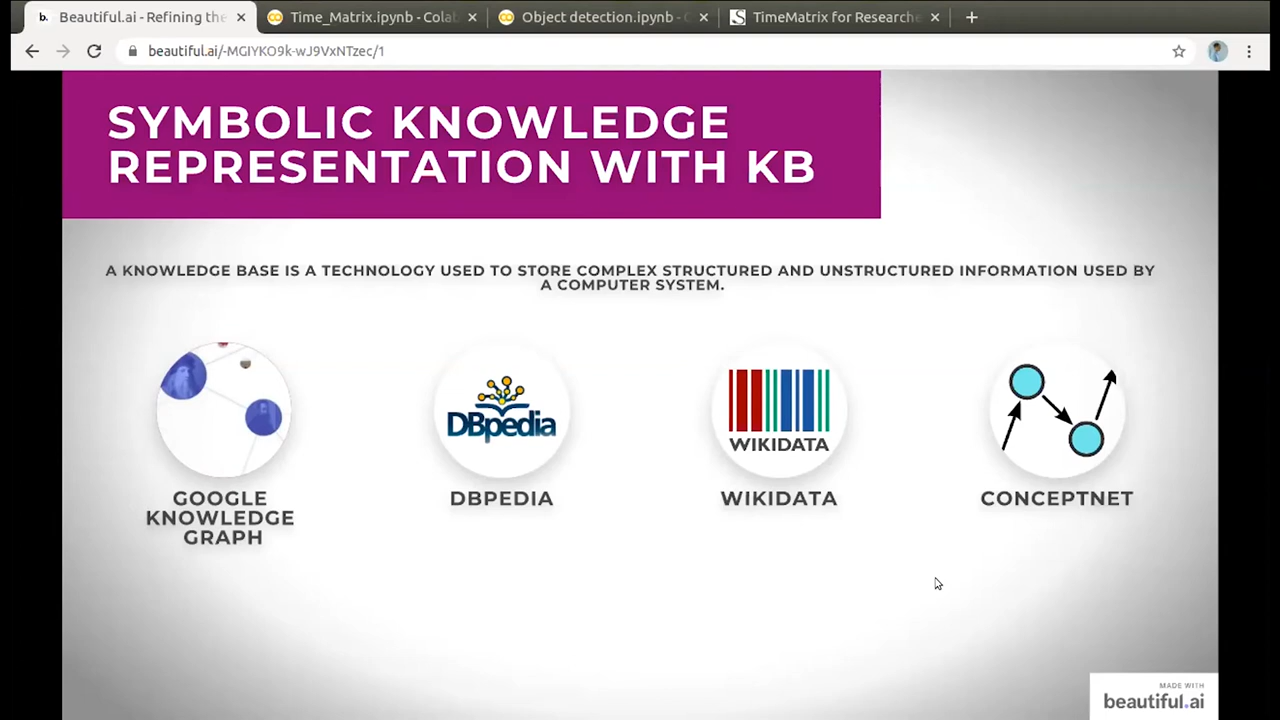 b. Beautiful.ai - Refining the
Time_Matrix.ipynb - Colab
Object detection.ipynb - C
TimeMatrix for Researche
beautiful.ai/-MGIYKO9k-wJ9VxNTzec/1
SYMBOLIC KNOWLEDGE
REPRESENTATION WITH KB
A KNOWLEDGE BASE IS A TECHNOLOGY USED TO STORE COMPLEX STRUCTURED AND UNSTRUCTURED INFORMATION USED BY
A COMPUTER SYSTEM.
DBpedia
WIKIDATA
GOOGLE
KNOWLEDGE
GRAPH
DBPEDIA
WIKIDATA
CONCEPTNET
MADE WITH
beautiful.ai